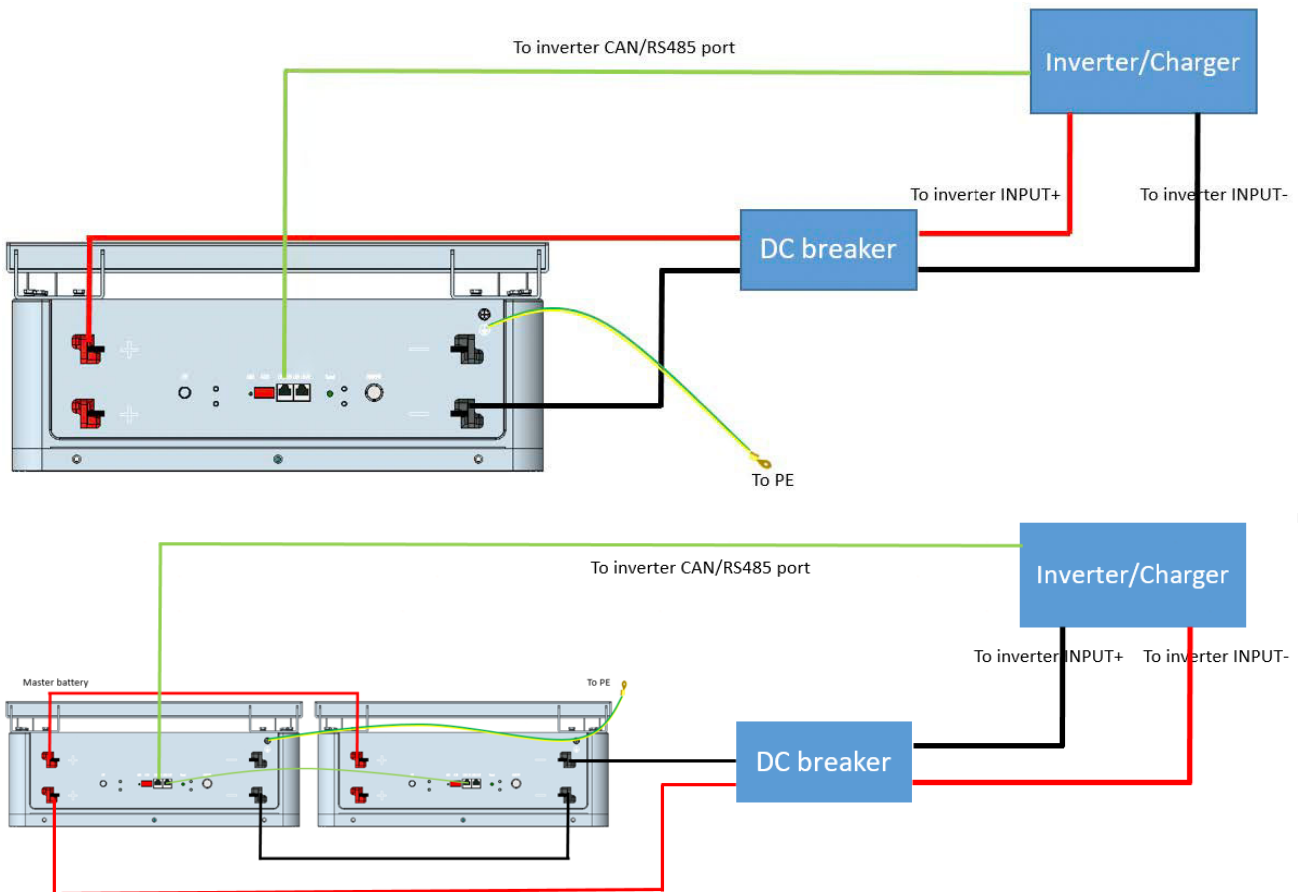 To inverter CAN/RS485 port
Inverter/Charger
To inverter INPUT+
To inverter INPUT-
DC breaker
+
+
To PE
To inverter CAN/RS485 port
Inverter/Charger
To inverter INPUT+
To inverter INPUT-
Master battery
To PE
DC breaker